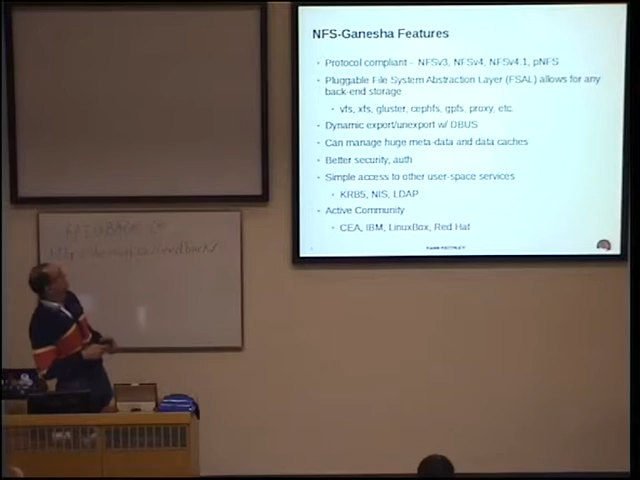 NFS-Ganesha Features
- Protocol compliant - NFSv3, NFSv4, NFSv4.1, pNFS
- Pluggable File System Abstraction Layer (FSAL) allows for any
back-end storage
- vfs, xfs, gluster, cephfs, gpfs, proxy, etc.
- Dynamic export/unexport w/ DBUS
- Can manage huge meta-data and data caches
- Better security, auth
- Simple access to other user-space services
- KRB5, NIS, LDAP
- Active Community
- CEA, IBM, LinuxBox, Red Hat
FEEDBACK